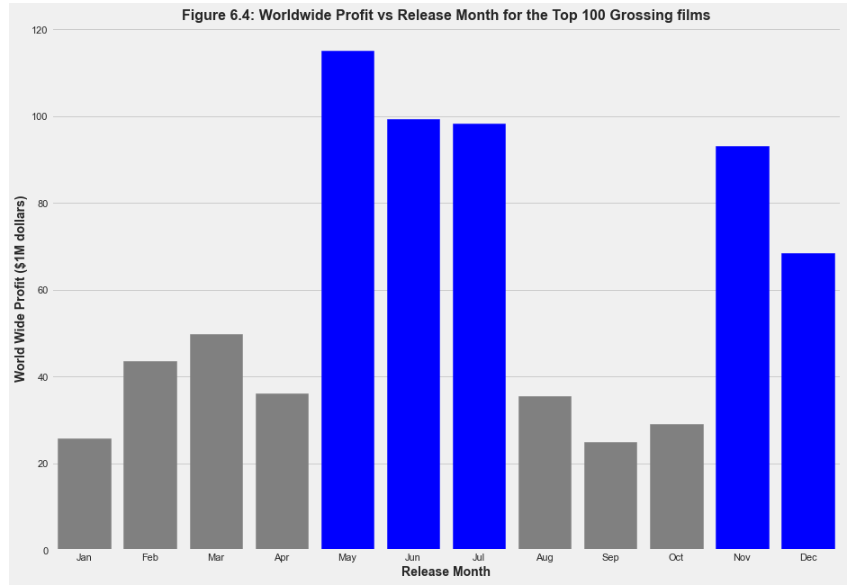 Figure 6.4: Worldwide Profit vs Release Month for the Top 100 Grossing films
World Wide Profit ($1M dollars)
120
100
80
60
40
20
0
Jan Feb Mar Apr May Jun Jul Aug Sep Oct Nov Dec
Release Month